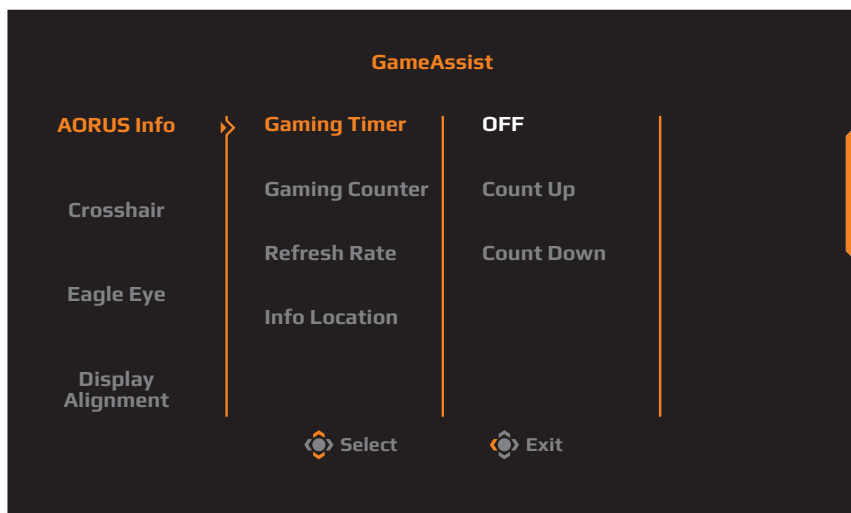 GameAssist
AORUS Info
Crosshair
Eagle Eye
Display
Alignment
Gaming Timer
Gaming Counter
Refresh Rate
Info Location
OFF
Count Up
Count Down
Select
Exit